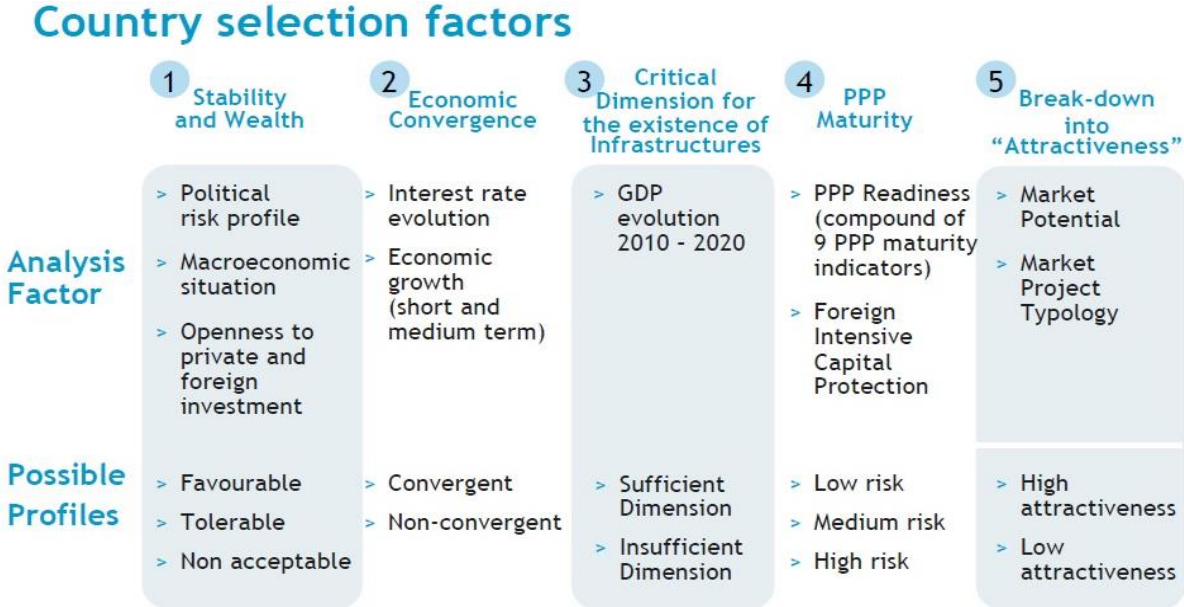 Country selection factors
1
Stability
and Wealth
2
Economic
Convergence
3
Critical
Dimension for
the existence of
Infrastructures
4
PPP
Maturity
5
Break-down
into
“Attractiveness”
Analysis
Factor
> Political
risk profile
> Macroeconomic
situation
> Openness to
private and
foreign
investment
> Interest rate
evolution
> Economic
growth
(short and
medium term)
> GDP
evolution
2010 - 2020
> PPP Readiness
(compound of
9 PPP maturity
indicators)
> Foreign
Intensive
Capital
Protection
> Market
Potential
> Market
Project
Typology
Possible
Profiles
> Favourable
> Tolerable
> Non acceptable
> Convergent
> Non-convergent
> Sufficient
Dimension
> Insufficient
Dimension
> Low risk
> Medium risk
> High risk
> High
attractiveness
> Low
attractiveness